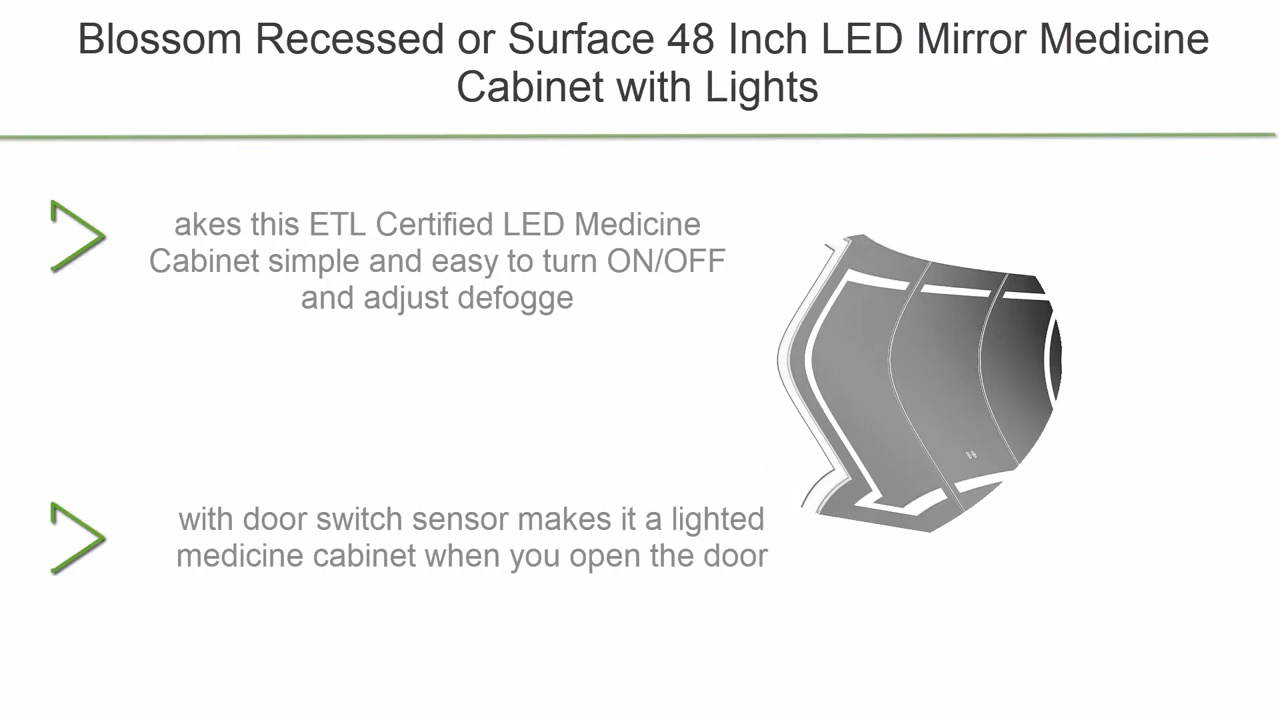 Blossom Recessed or Surface 48 Inch LED Mirror Medicine
Cabinet with Lights
akes this ETL Certified LED Medicine
Cabinet simple and easy to turn ON/OFF
and adjust defogge
with door switch sensor makes it a lighted
medicine cabinet when you open the door